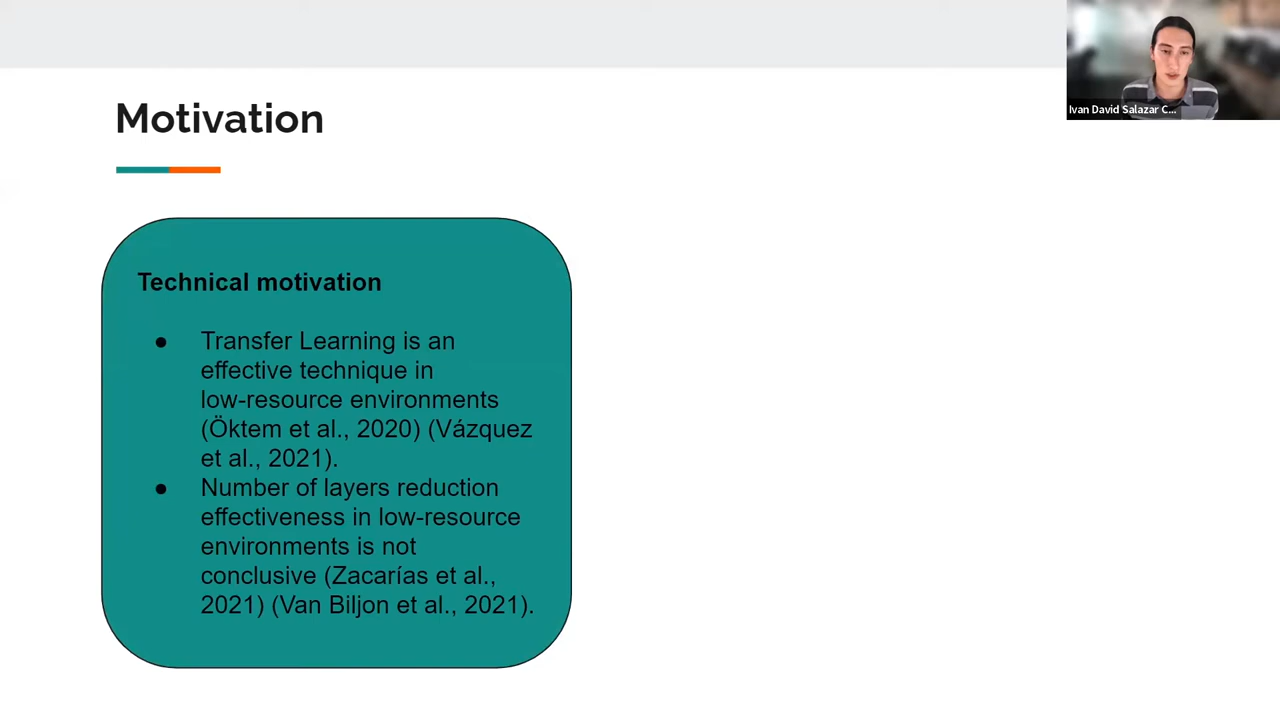 Motivation
Ivan David Salazar C...
Technical motivation
● Transfer Learning is an
effective technique in
low-resource environments
(Öktem et al., 2020) (Vázquez
et al., 2021).
● Number of layers reduction
effectiveness in low-resource
environments is not
conclusive (Zacarías et al.,
2021) (Van Biljon et al., 2021).